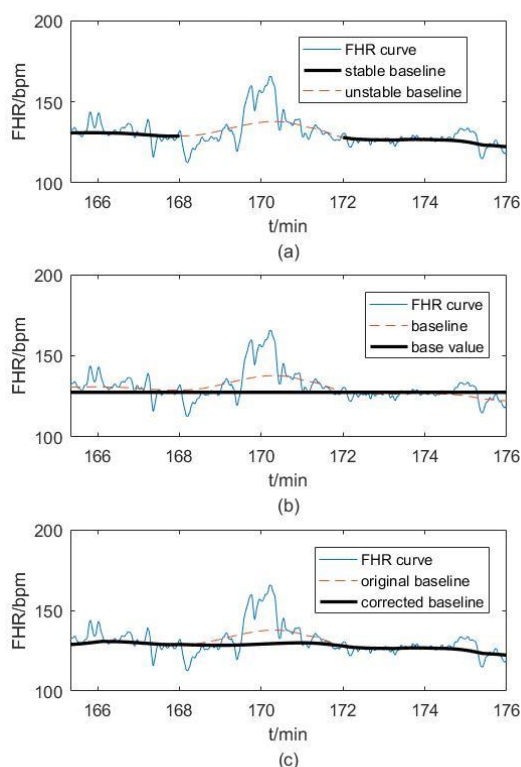 200
FHR curve
stable baseline
unstable baseline
150
FHR/bpm
100
166 168 170 172 174 176
t/min
(a)
200
FHR curve
baseline
base value
150
FHR/bpm
100
166 168 170 172 174 176
t/min
(b)
200
FHR curve
original baseline
corrected baseline
150
FHR/bpm
100
166 168 170 172 174 176
t/min
(c)